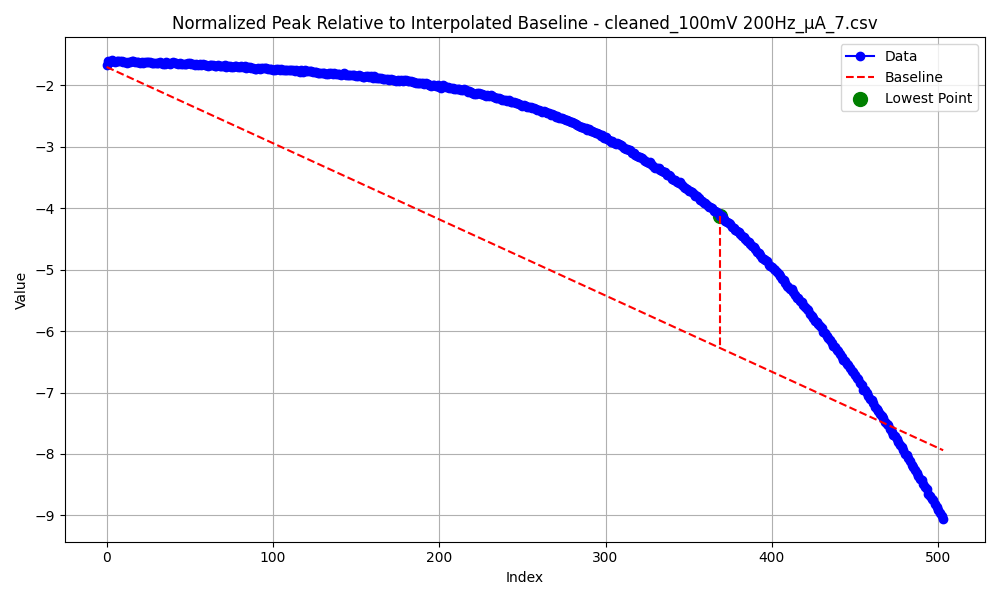 Normalized Peak Relative to Interpolated Baseline - cleaned_100mV 200Hz_μA_7.csv
Data
Baseline
Lowest Point
Value
−2
−3
−4
−5
−6
−7
−8
−9
0
100
200
300
400
500
Index